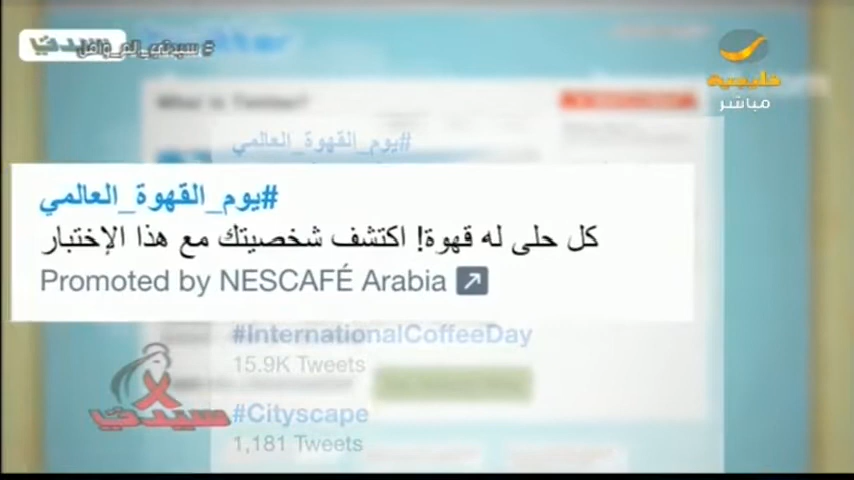 سيدتي
خليجية
مباشر
What is Twitter?
#يوم_القهوة_العالمي
#يوم_القهوة_العالمي
كل حلى له قهوة! اكتشف شخصيتك مع هذا الإختبار
Promoted by NESCAFÉ Arabia
#InternationalCoffeeDay
15.9K Tweets
#Cityscape
1,181 Tweets
سيدتي